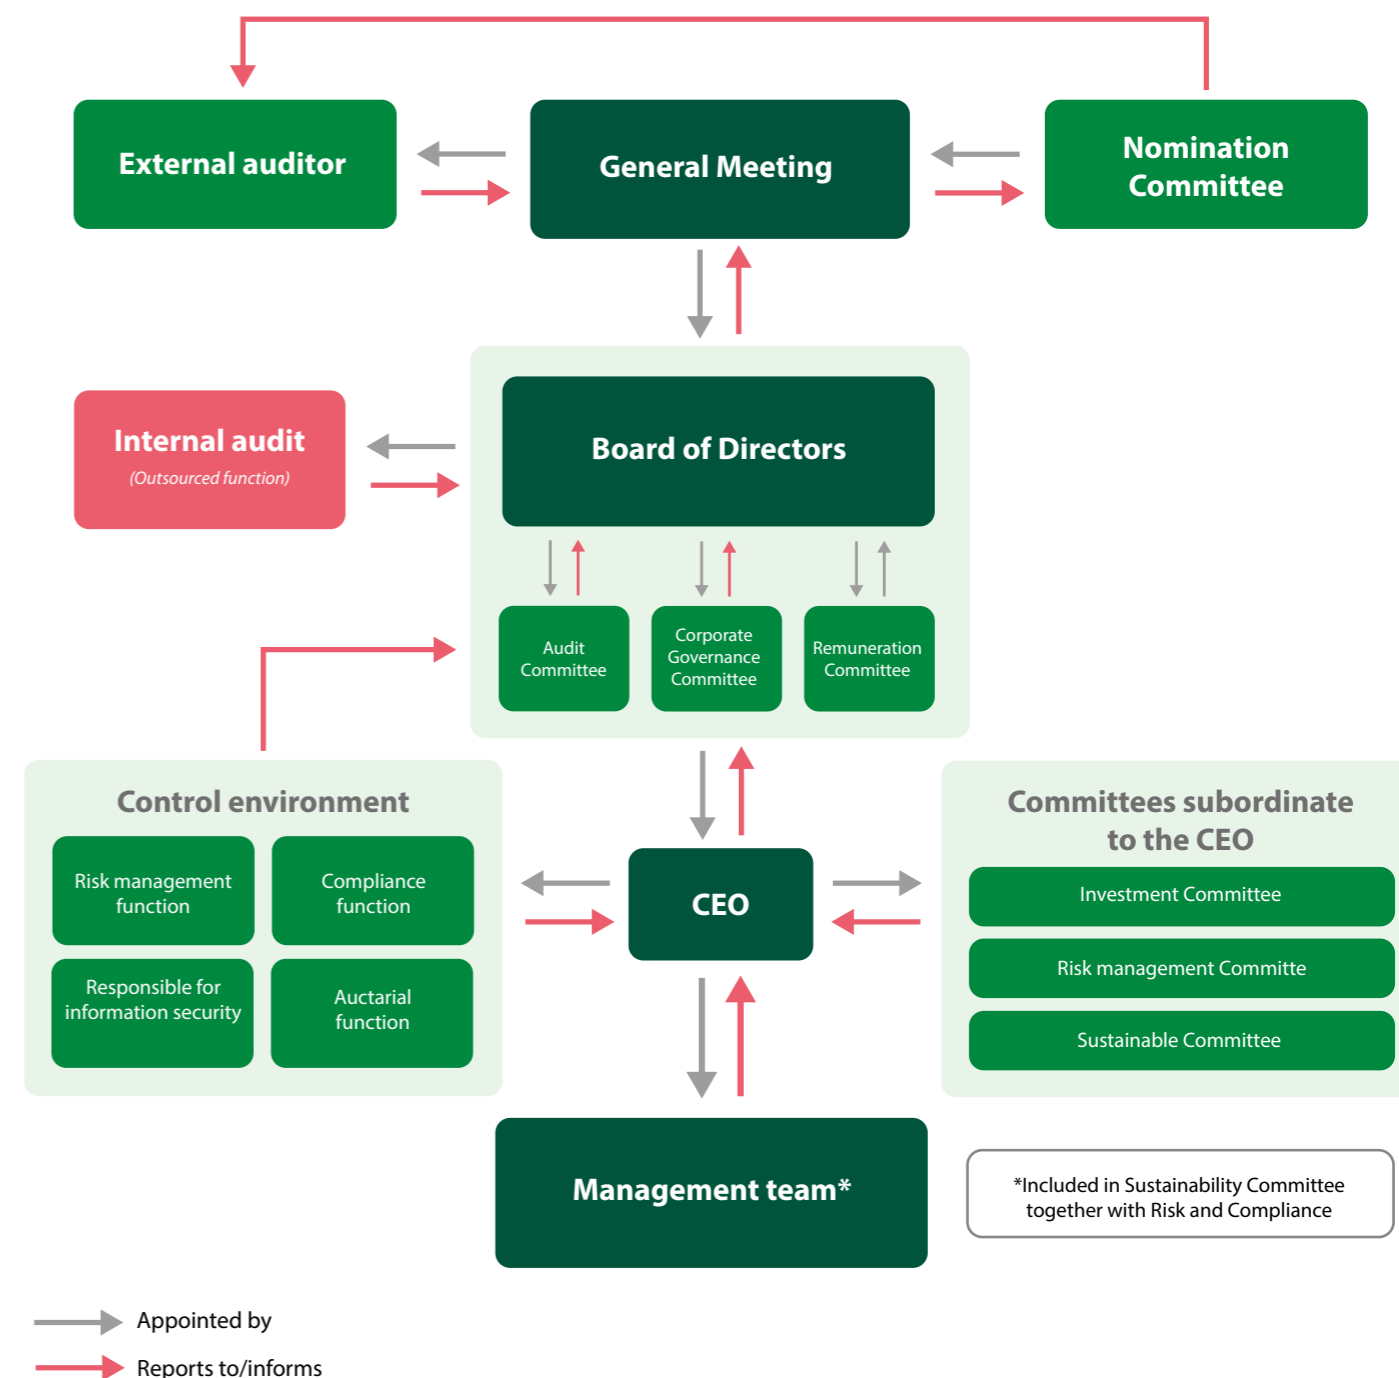 External auditor
General Meeting
Nomination
Committee
Internal audit
(Outsourced function)
Board of Directors
Audit
Committee
Corporate
Governance
Committee
Remuneration
Committee
Control environment
Risk management
function
Compliance
function
Responsible for
information security
Auctarial
function
CEO
Committees subordinate
to the CEO
Investment Committee
Risk management Committe
Sustainable Committee
Management team*
*Included in Sustainability Committee
together with Risk and Compliance
Appointed by
Reports to/informs